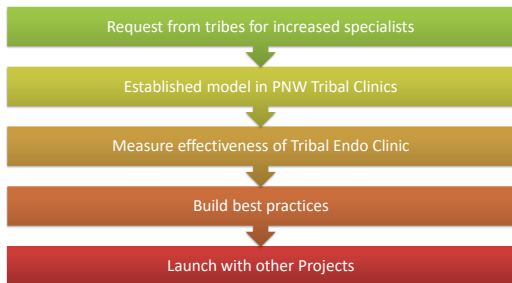 Request from tribes for increased specialists
Established model in PNW Tribal Clinics
Measure effectiveness of Tribal Endo Clinic
Build best practices
Launch with other Projects